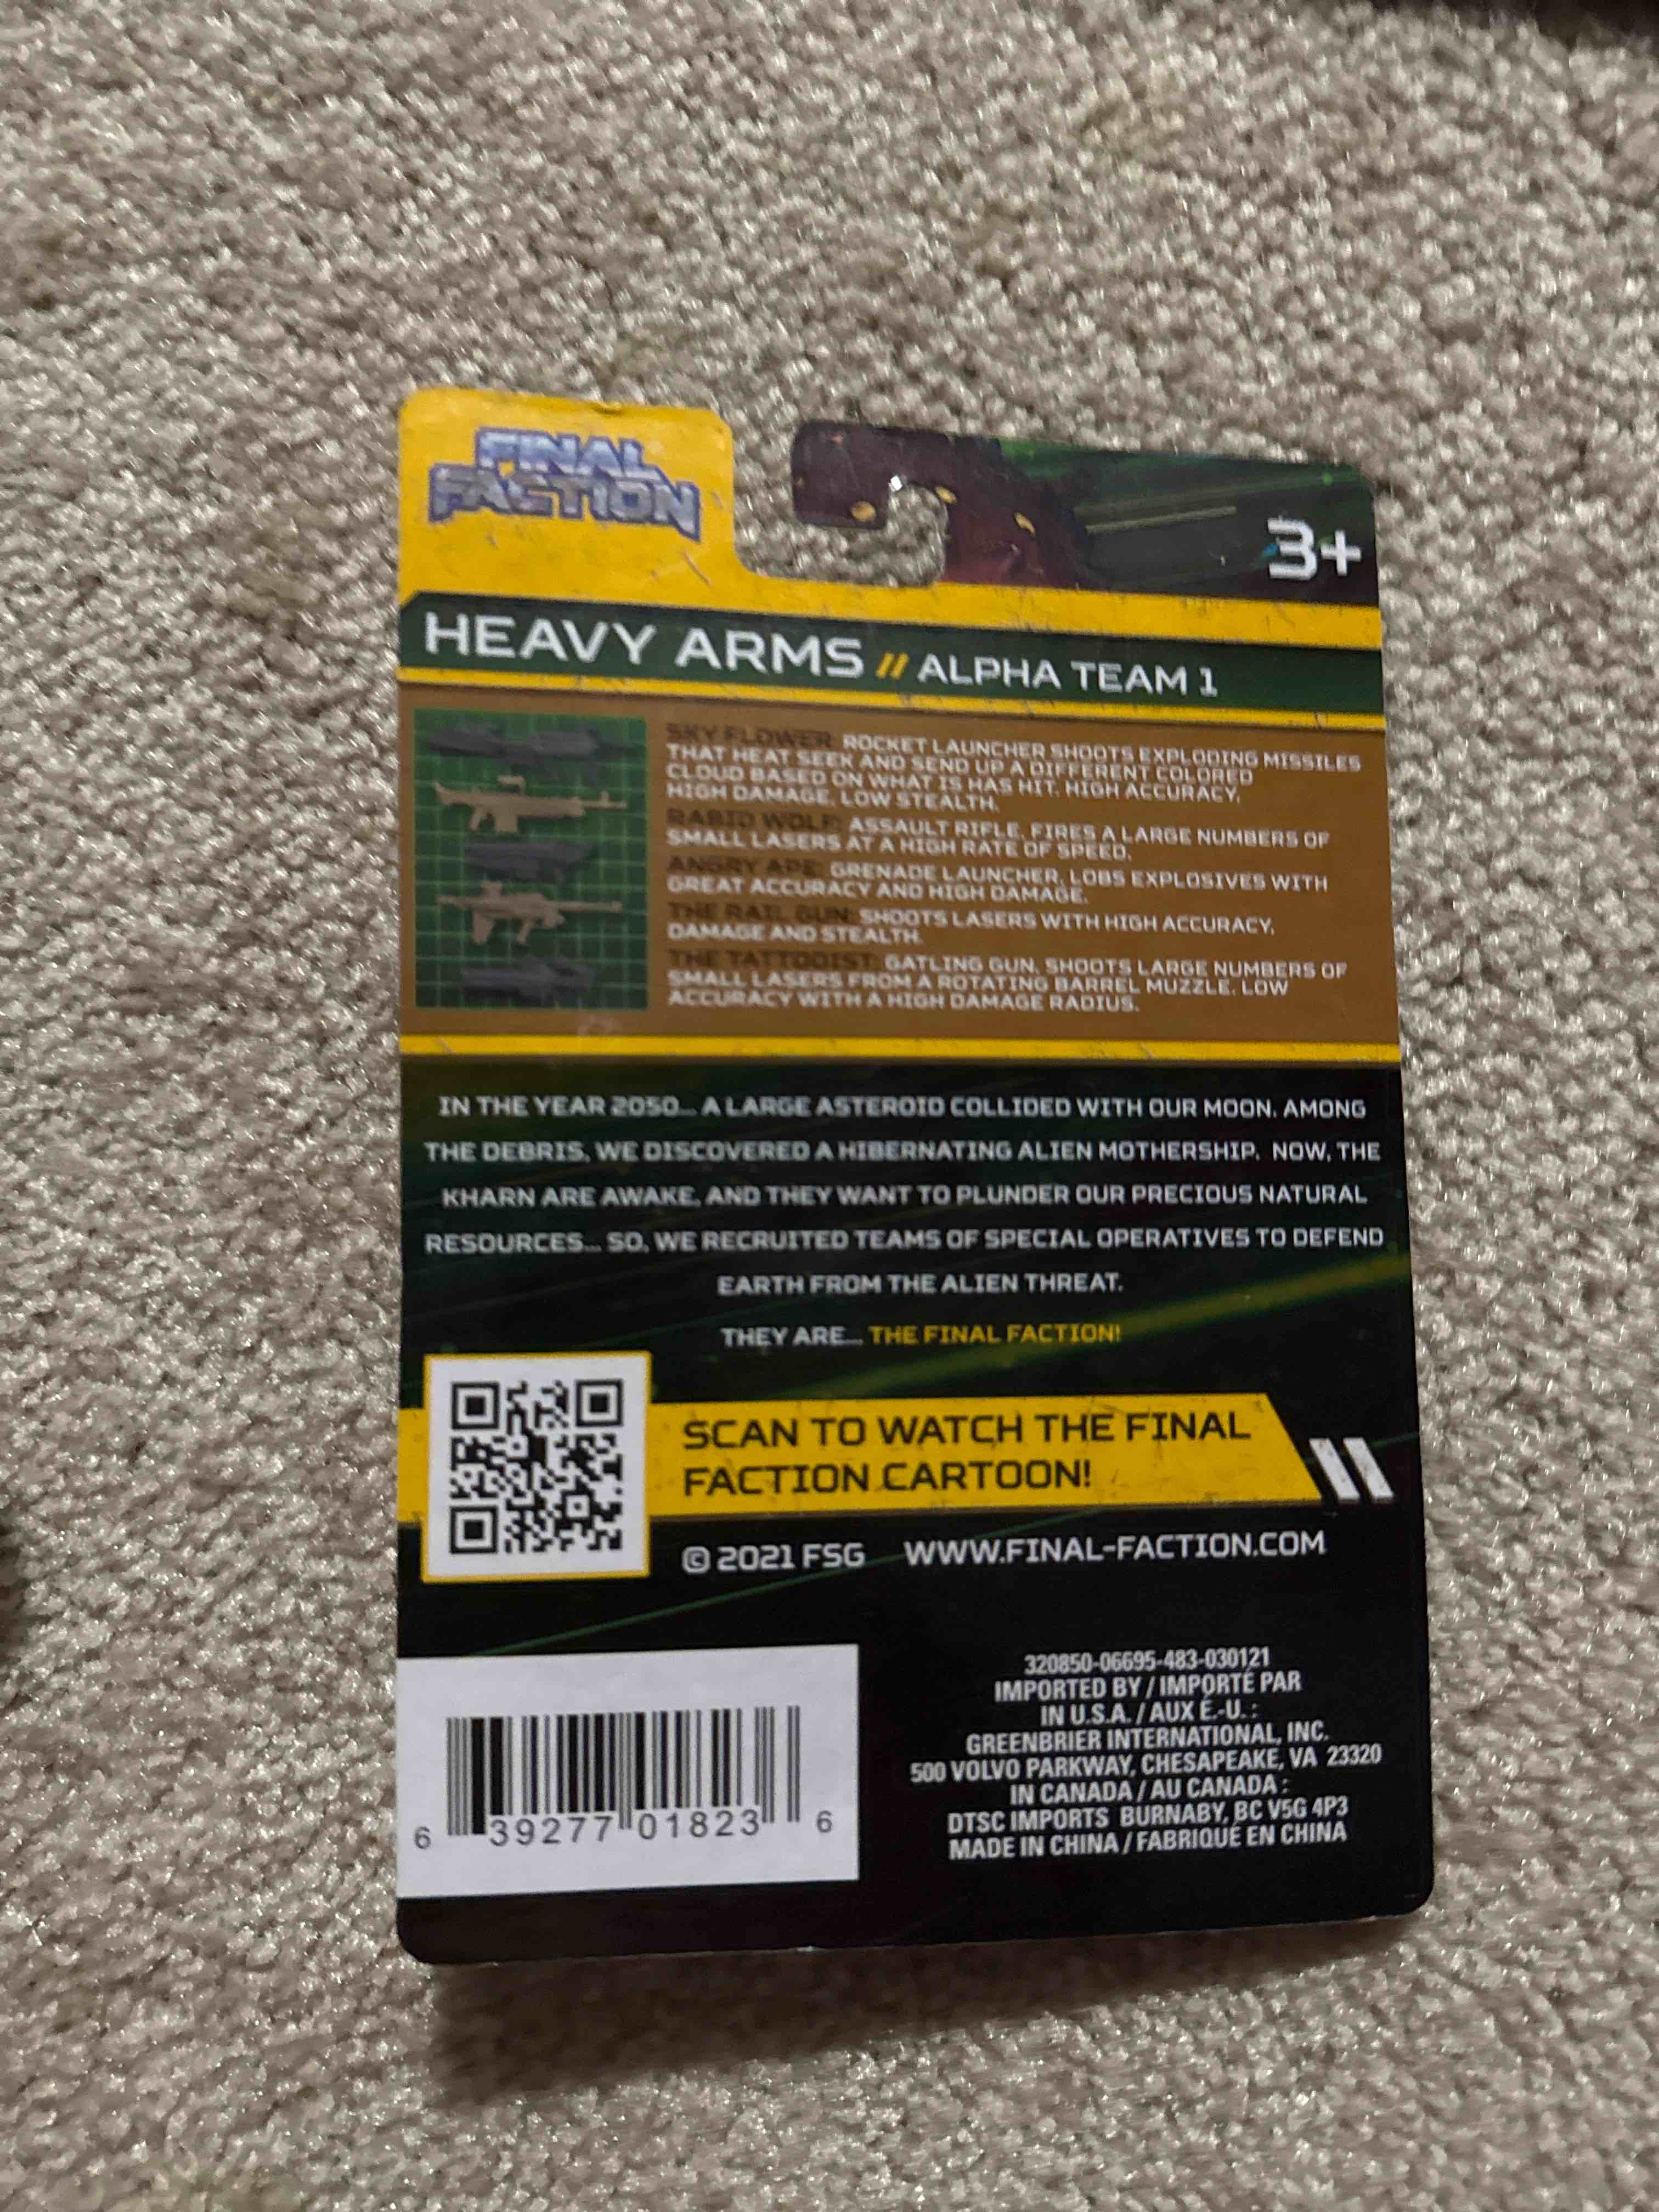 FINAL
FACTION
3+
HEAVY ARMS // ALPHA TEAM 1
SKY FLOWER: ROCKET LAUNCHER SHOOTS EXPLODING MISSILES
THAT HEAT SEEK AND SEND UP A DIFFERENT COLORED
CLOUD BASED ON WHAT IS HAS HIT. HIGH ACCURACY,
HIGH DAMAGE, LOW STEALTH.
RABID WOLF: ASSAULT RIFLE. FIRES A LARGE NUMBERS OF
SMALL LASERS AT A HIGH RATE OF SPEED.
ANGRY APE: GRENADE LAUNCHER. LOBS EXPLOSIVES WITH
GREAT ACCURACY AND HIGH DAMAGE.
THE RAIL GUN: SHOOTS LASERS WITH HIGH ACCURACY,
DAMAGE AND STEALTH.
THE TATTOOIST: GATLING GUN. SHOOTS LARGE NUMBERS OF
SMALL LASERS FROM A ROTATING BARREL MUZZLE. LOW
ACCURACY WITH A HIGH DAMAGE RADIUS.
IN THE YEAR 2050... A LARGE ASTEROID COLLIDED WITH OUR MOON. AMONG
THE DEBRIS, WE DISCOVERED A HIBERNATING ALIEN MOTHERSHIP. NOW, THE
KHARN ARE AWAKE, AND THEY WANT TO PLUNDER OUR PRECIOUS NATURAL
RESOURCES... SO, WE RECRUITED TEAMS OF SPECIAL OPERATIVES TO DEFEND
EARTH FROM THE ALIEN THREAT.
THEY ARE... THE FINAL FACTION!
SCAN TO WATCH THE FINAL
FACTION CARTOON!
© 2021 FSG WWW.FINAL-FACTION.COM
320850-06695-483-030121
IMPORTED BY / IMPORTÉ PAR
IN U.S.A. / AUX É.-U. :
GREENBRIER INTERNATIONAL, INC.
500 VOLVO PARKWAY, CHESAPEAKE, VA 23320
IN CANADA / AU CANADA :
DTSC IMPORTS BURNABY, BC V5G 4P3
MADE IN CHINA / FABRIQUÉ EN CHINA
6 39277 01823 6